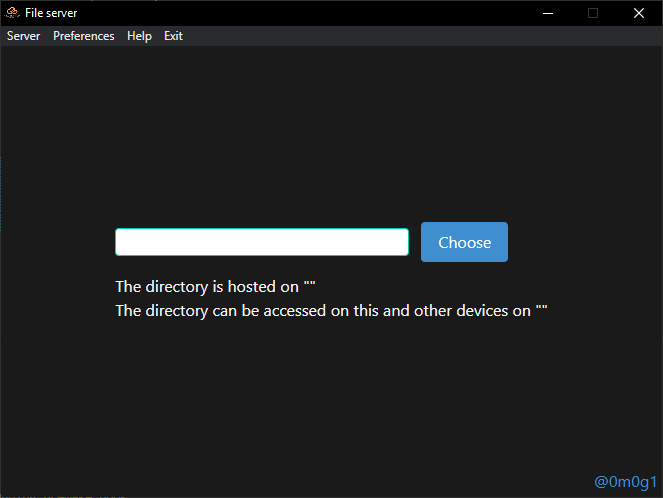 File server
Server Preferences Help Exit
Choose
The directory is hosted on ""
The directory can be accessed on this and other devices on ""
@0m0g1